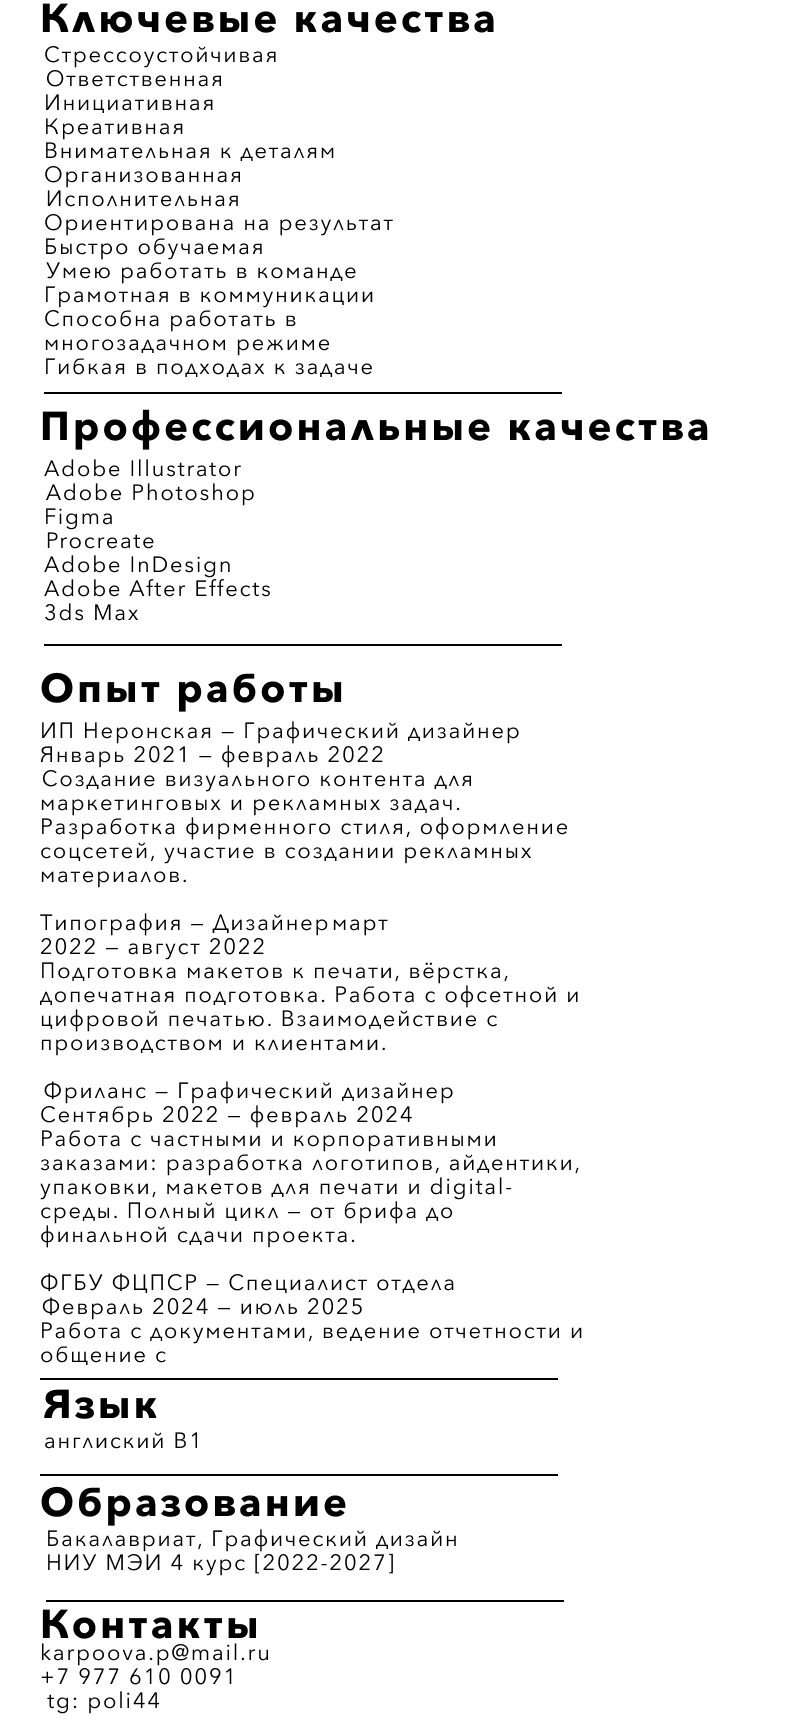 Ключевые качества
Стрессоустойчивая
Ответственная
Инициативная
Креативная
Внимательная к деталям
Организованная
Исполнительная
Ориентирована на результат
Быстро обучаемая
Умею работать в команде
Грамотная в коммуникации
Способна работать в
многозадачном режиме
Гибкая в подходах к задаче
Профессиональные качества
Adobe Illustrator
Adobe Photoshop
Figma
Procreate
Adobe InDesign
Adobe After Effects
3ds Max
Опыт работы
ИП Неронская — Графический дизайнер
Январь 2021 — февраль 2022
Создание визуального контента для
маркетинговых и рекламных задач.
Разработка фирменного стиля, оформление
соцсетей, участие в создании рекламных
материалов.
Типография — Дизайнермарт
2022 — август 2022
Подготовка макетов к печати, вёрстка,
допечатная подготовка. Работа с офсетной и
цифровой печатью. Взаимодействие с
производством и клиентами.
Фриланс — Графический дизайнер
Сентябрь 2022 — февраль 2024
Работа с частными и корпоративными
заказами: разработка логотипов, айдентики,
упаковки, макетов для печати и digital-
среды. Полный цикл — от брифа до
финальной сдачи проекта.
ФГБУ ФЦПСР — Специалист отдела
Февраль 2024 — июль 2025
Работа с документами, ведение отчетности и
общение с
Язык
англиский B1
Образование
Бакалавриат, Графический дизайн
НИУ МЭИ 4 курс [2022-2027]
Контакты
karpoova.p@mail.ru
+7 977 610 0091
tg: poli44